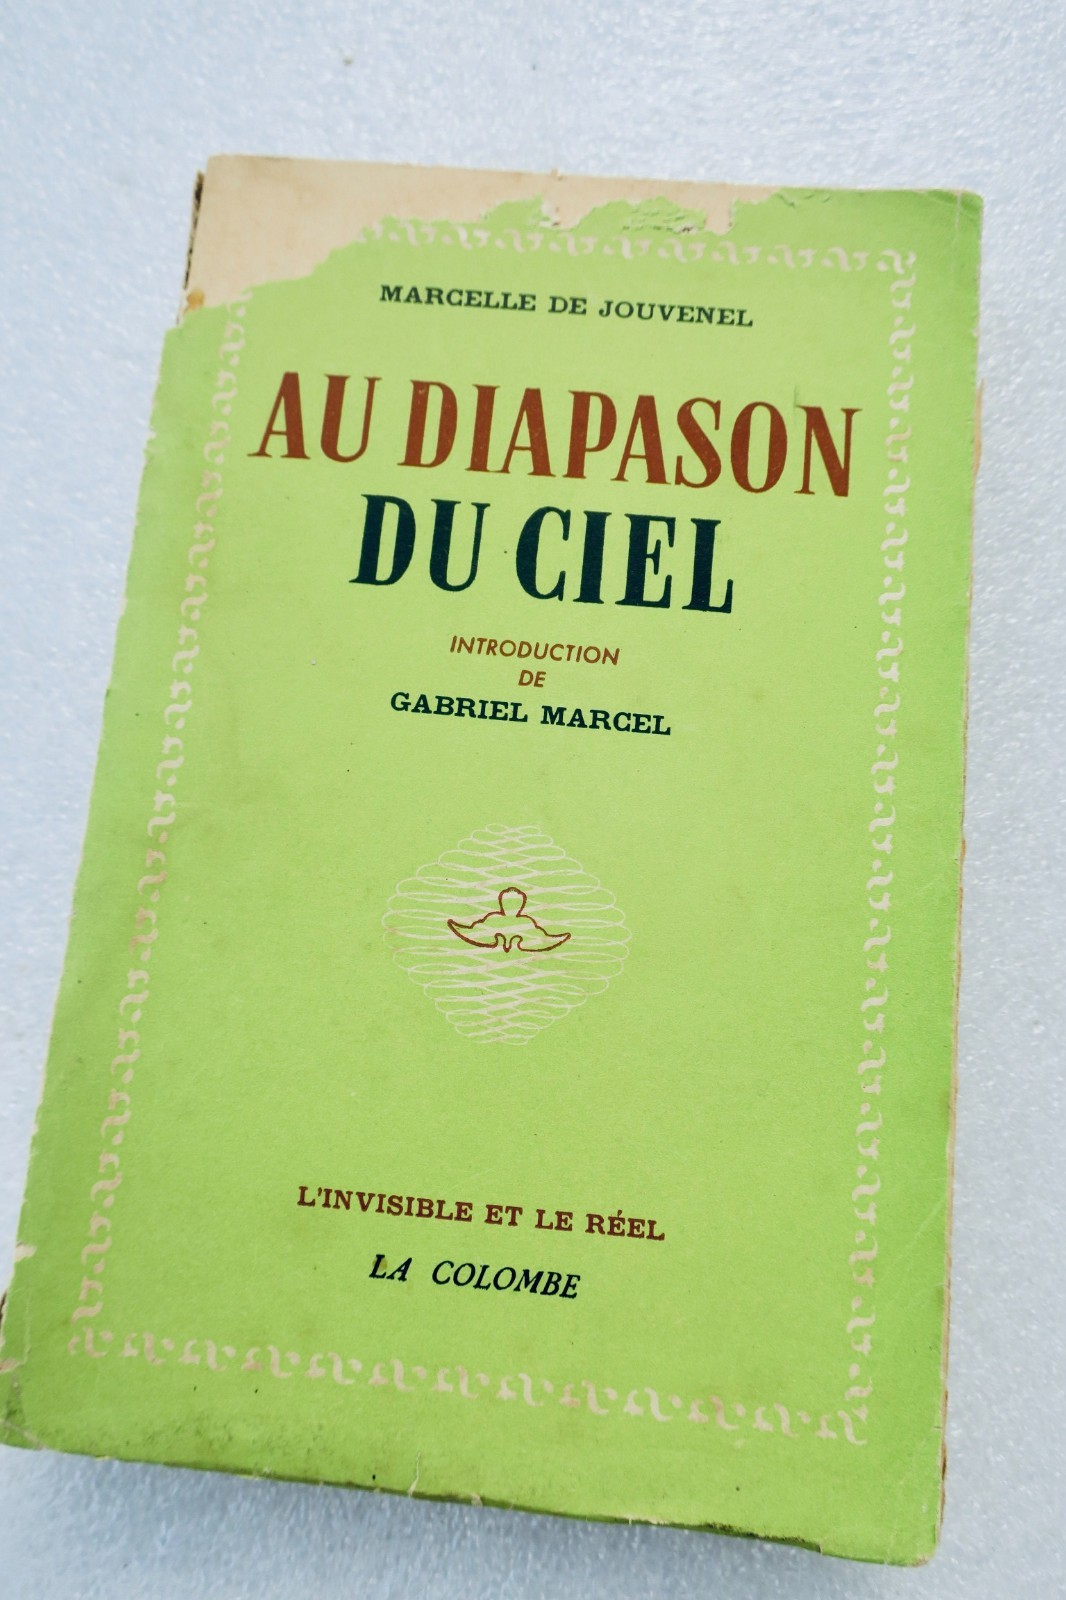 MARCELLE DE JOUVENEL
AU DIAPASON
DU CIEL
INTRODUCTION
DE
GABRIEL MARCEL
L'INVISIBLE ET LE RÉEL
LA COLOMBE